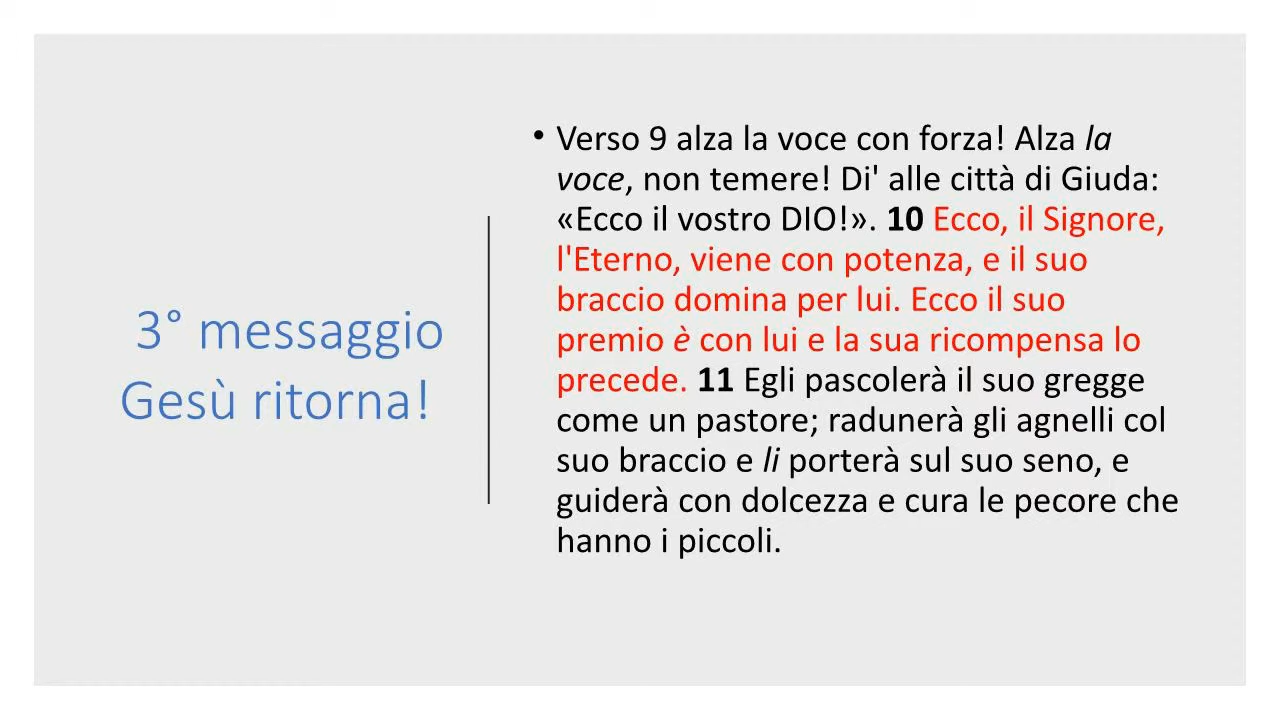 3° messaggio
Gesù ritorna!
• Verso 9 alza la voce con forza! Alza la
voce, non temere! Di' alle città di Giuda:
«Ecco il vostro DIO!». 10 Ecco, il Signore,
l'Eterno, viene con potenza, e il suo
braccio domina per lui. Ecco il suo
premio è con lui e la sua ricompensa lo
precede. 11 Egli pascolerà il suo gregge
come un pastore; radunerà gli agnelli col
suo braccio e li porterà sul suo seno, e
guiderà con dolcezza e cura le pecore che
hanno i piccoli.